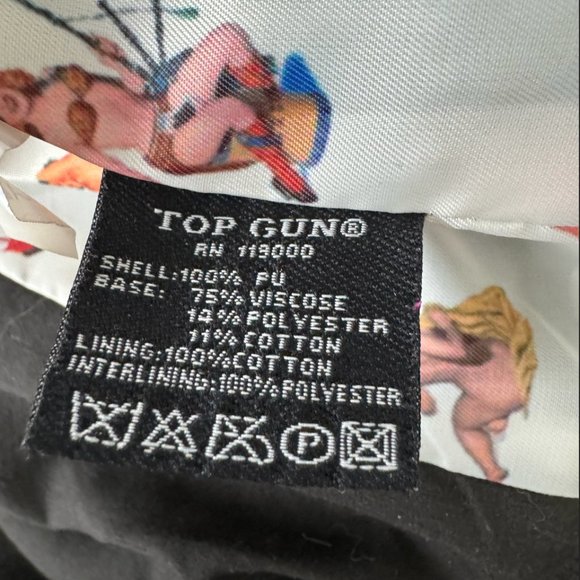 TOP GUN®
RN 119000
SHELL:100% PU
BASE: 75% VISCOSE
14% POLYESTER
11% COTTON
LINING:100%COTTON
INTERLINING:100%POLYESTER
P